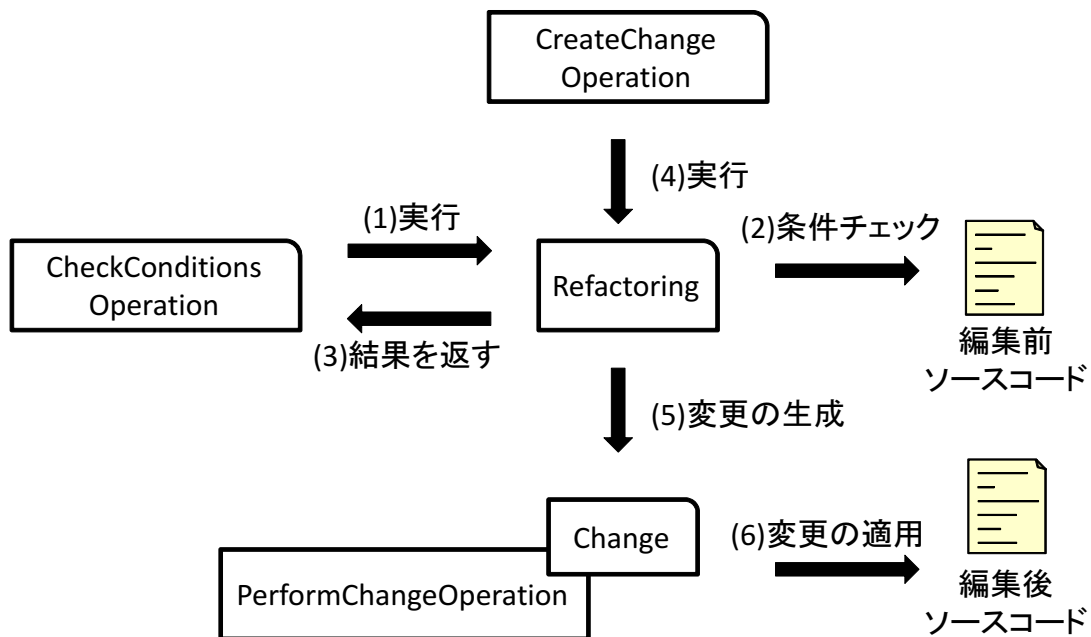 CreateChange
Operation
(4)実行
(1)実行
(2)条件チェック
CheckConditions
Operation
Refactoring
(3)結果を返す
編集前
ソースコード
(5)変更の生成
Change
(6)変更の適用
PerformChangeOperation
編集後
ソースコード